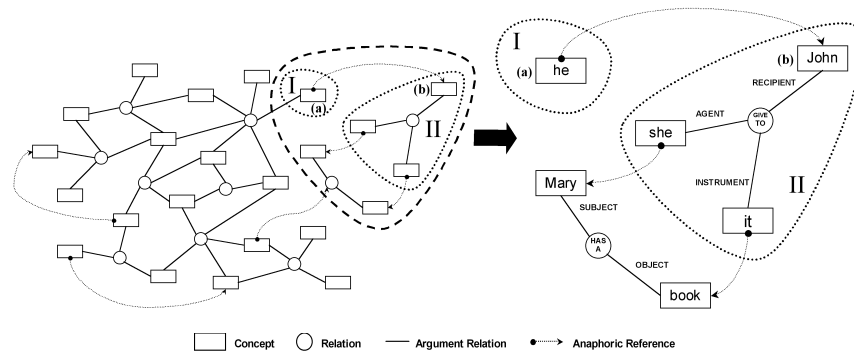 I
(a)
(b)
II
I
(a)
he
(b)
John
RECIPIENT
AGENT
GIVE
TO
she
INSTRUMENT
Mary
II
SUBJECT
it
HAS
A
OBJECT
book
Concept
Relation
Argument Relation
Anaphoric Reference